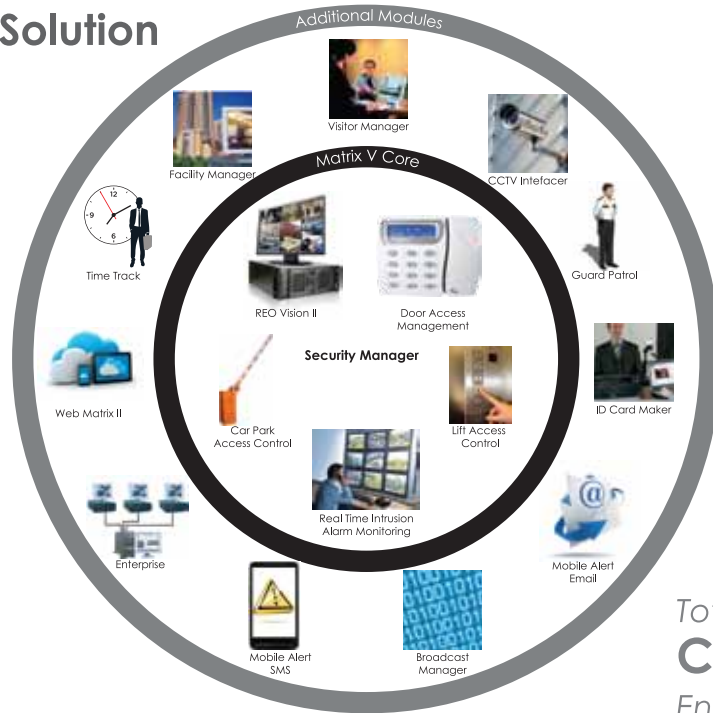 Solution
Additional Modules
Visitor Manager
Facility Manager
CCTV Intefacer
Matrix V Core
Time Track
Guard Patrol
REO Vision II
Door Access
Management
Security Manager
Web Matrix II
Car Park
Access Control
Lift Access
Control
ID Card Maker
Real Time Intrusion
Alarm Monitoring
Enterprise
Mobile Alert
Email
Mobile Alert
SMS
Broadcast
Manager